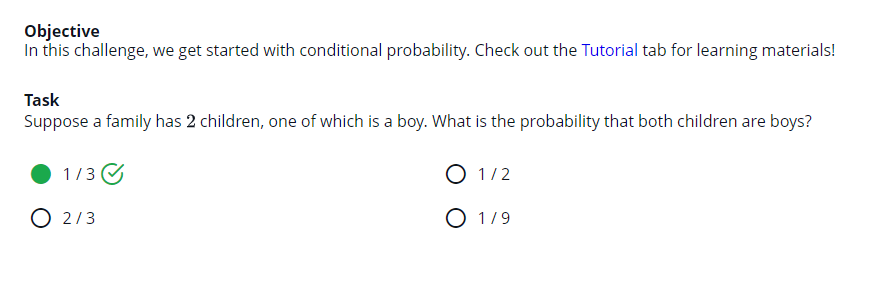 Objective
In this challenge, we get started with conditional probability. Check out the Tutorial tab for learning materials!
Task
Suppose a family has 2 children, one of which is a boy. What is the probability that both children are boys?
1 / 3
1 / 2
2 / 3
1 / 9